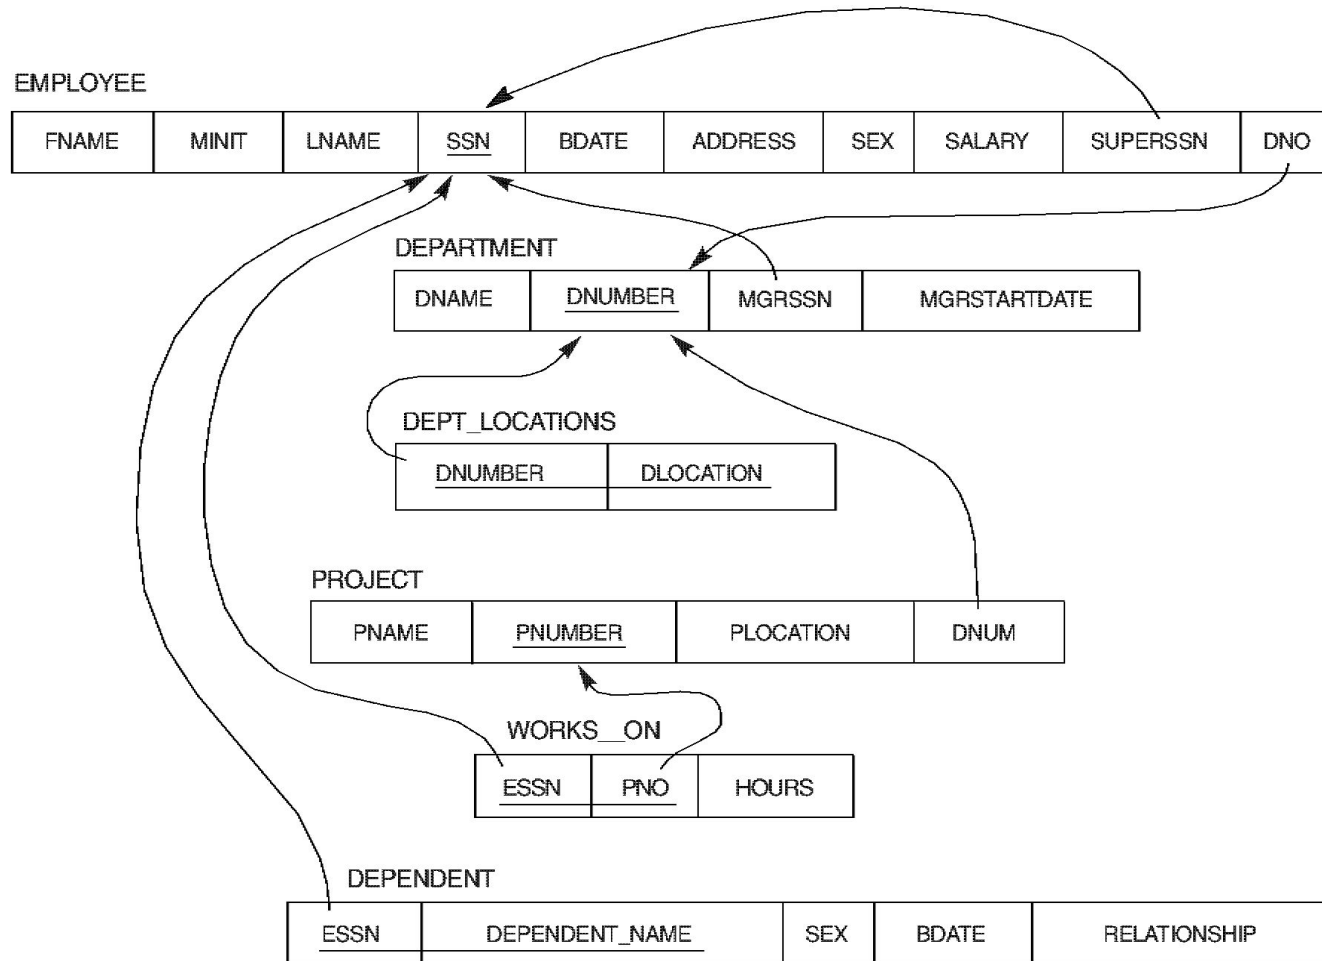 EMPLOYEE
FNAME MINIT LNAME SSN BDATE ADDRESS SEX SALARY SUPERSSN DNO
DEPARTMENT
DNAME DNUMBER MGRSSN MGRSTARTDATE
DEPT_LOCATIONS
DNUMBER DLOCATION
PROJECT
PNAME PNUMBER PLOCATION DNUM
WORKS_ON
ESSN PNO HOURS
DEPENDENT
ESSN DEPENDENT_NAME SEX BDATE RELATIONSHIP